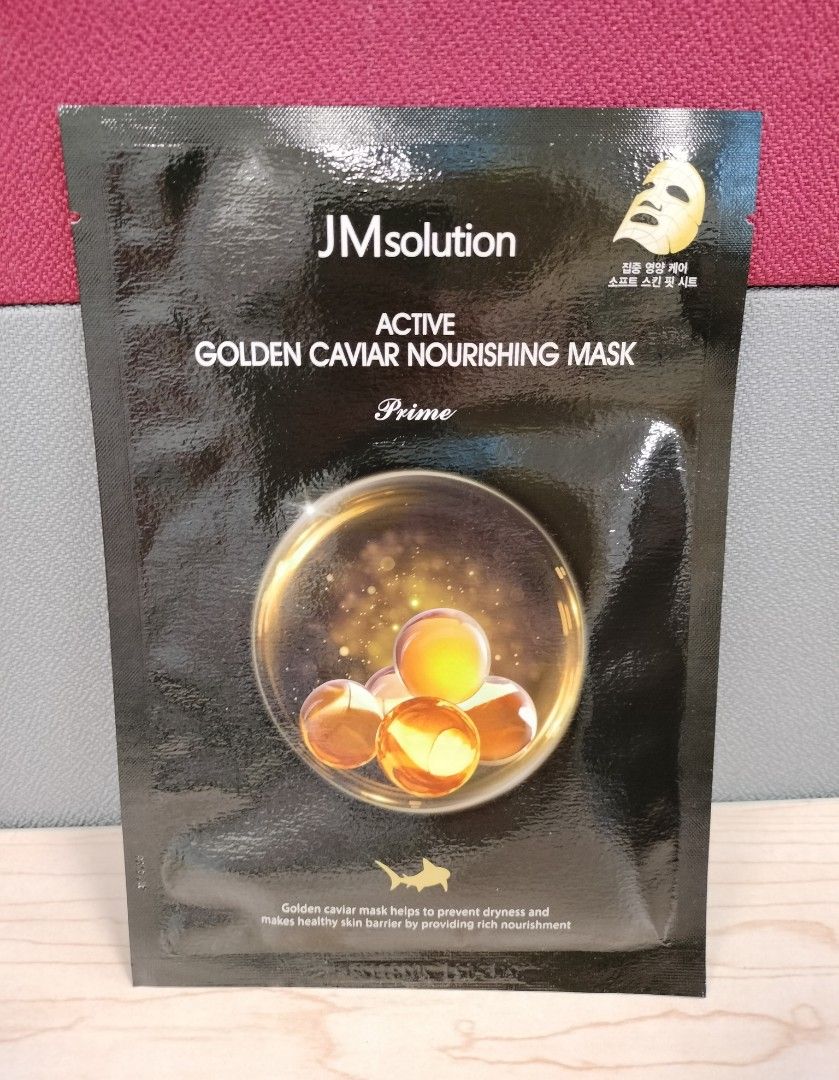 JMsolution
집중 영양 케어
소프트 스킨 핏 시트
ACTIVE
GOLDEN CAVIAR NOURISHING MASK
Prime
Golden caviar mask helps to prevent dryness and
makes healthy skin barrier by providing rich nourishment